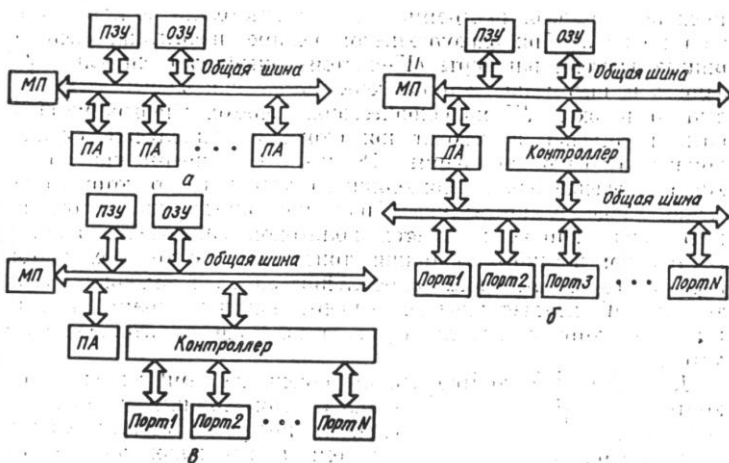 ПЗУ ОЗУ
Общая шина
МП
ПА ПА . . . ПА
а
ПЗУ ОЗУ
Общая шина
МП
ПА Контроллер
Общая шина
Порт1 Порт2 Порт3 . . . Порт N
б
ПЗУ ОЗУ
Общая шина
МП
ПА Контроллер
Порт1 Порт2 . . . Порт N
в